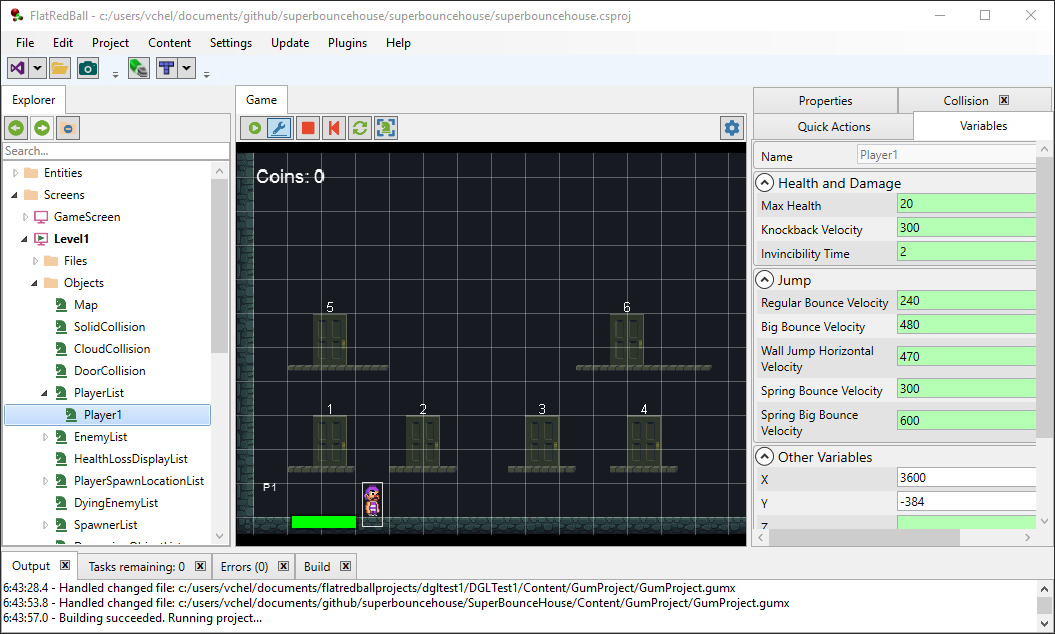 FlatRedBall - c:/users/vchel/documents/github/superbouncehouse/superbouncehouse/superbouncehouse.csproj
File Edit Project Content Settings Update Plugins Help
Explorer
Search...
Entities
Screens
GameScreen
Level1
Files
Objects
Map
SolidCollision
CloudCollision
DoorCollision
PlayerList
Player1
EnemyList
HealthLossDisplayList
PlayerSpawnLocationList
DyingEnemyList
SpawnerList
Game
Coins: 0
5 6
1 2 3 4
P1
Properties Collision
Quick Actions Variables
Name Player1
Health and Damage
Max Health 20
Knockback Velocity 300
Invincibility Time 2
Jump
Regular Bounce Velocity 240
Big Bounce Velocity 480
Wall Jump Horizontal
Velocity 470
Spring Bounce Velocity 300
Spring Big Bounce
Velocity 600
Other Variables
X 3600
Y -384
Z
Output Tasks remaining: 0 Errors (0) Build
6:43:28.4 - Handled changed file: c:/users/vchel/documents/flatredballprojects/dgltest1/DGLTest1/Content/GumProject/GumProject.gumx
6:43:53.8 - Handled changed file: c:/users/vchel/documents/github/superbouncehouse/SuperBounceHouse/Content/GumProject/GumProject.gumx
6:43:57.0 - Building succeeded. Running project...